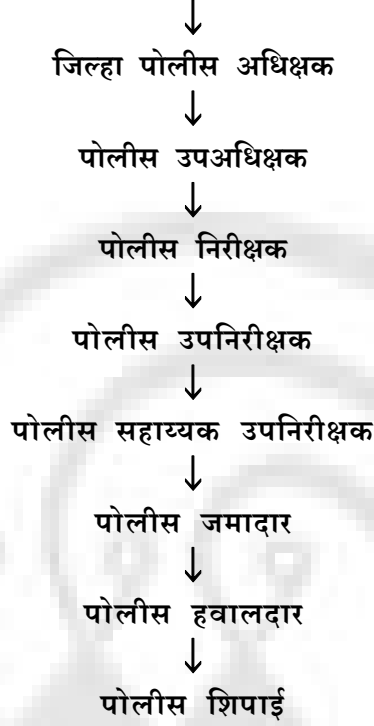 ↓
जिल्हा पोलीस अधिक्षक
↓
पोलीस उपअधिक्षक
↓
पोलीस निरीक्षक
↓
पोलीस उपनिरीक्षक
↓
पोलीस सहाय्यक उपनिरीक्षक
↓
पोलीस जमादार
↓
पोलीस हवालदार
↓
पोलीस शिपाई